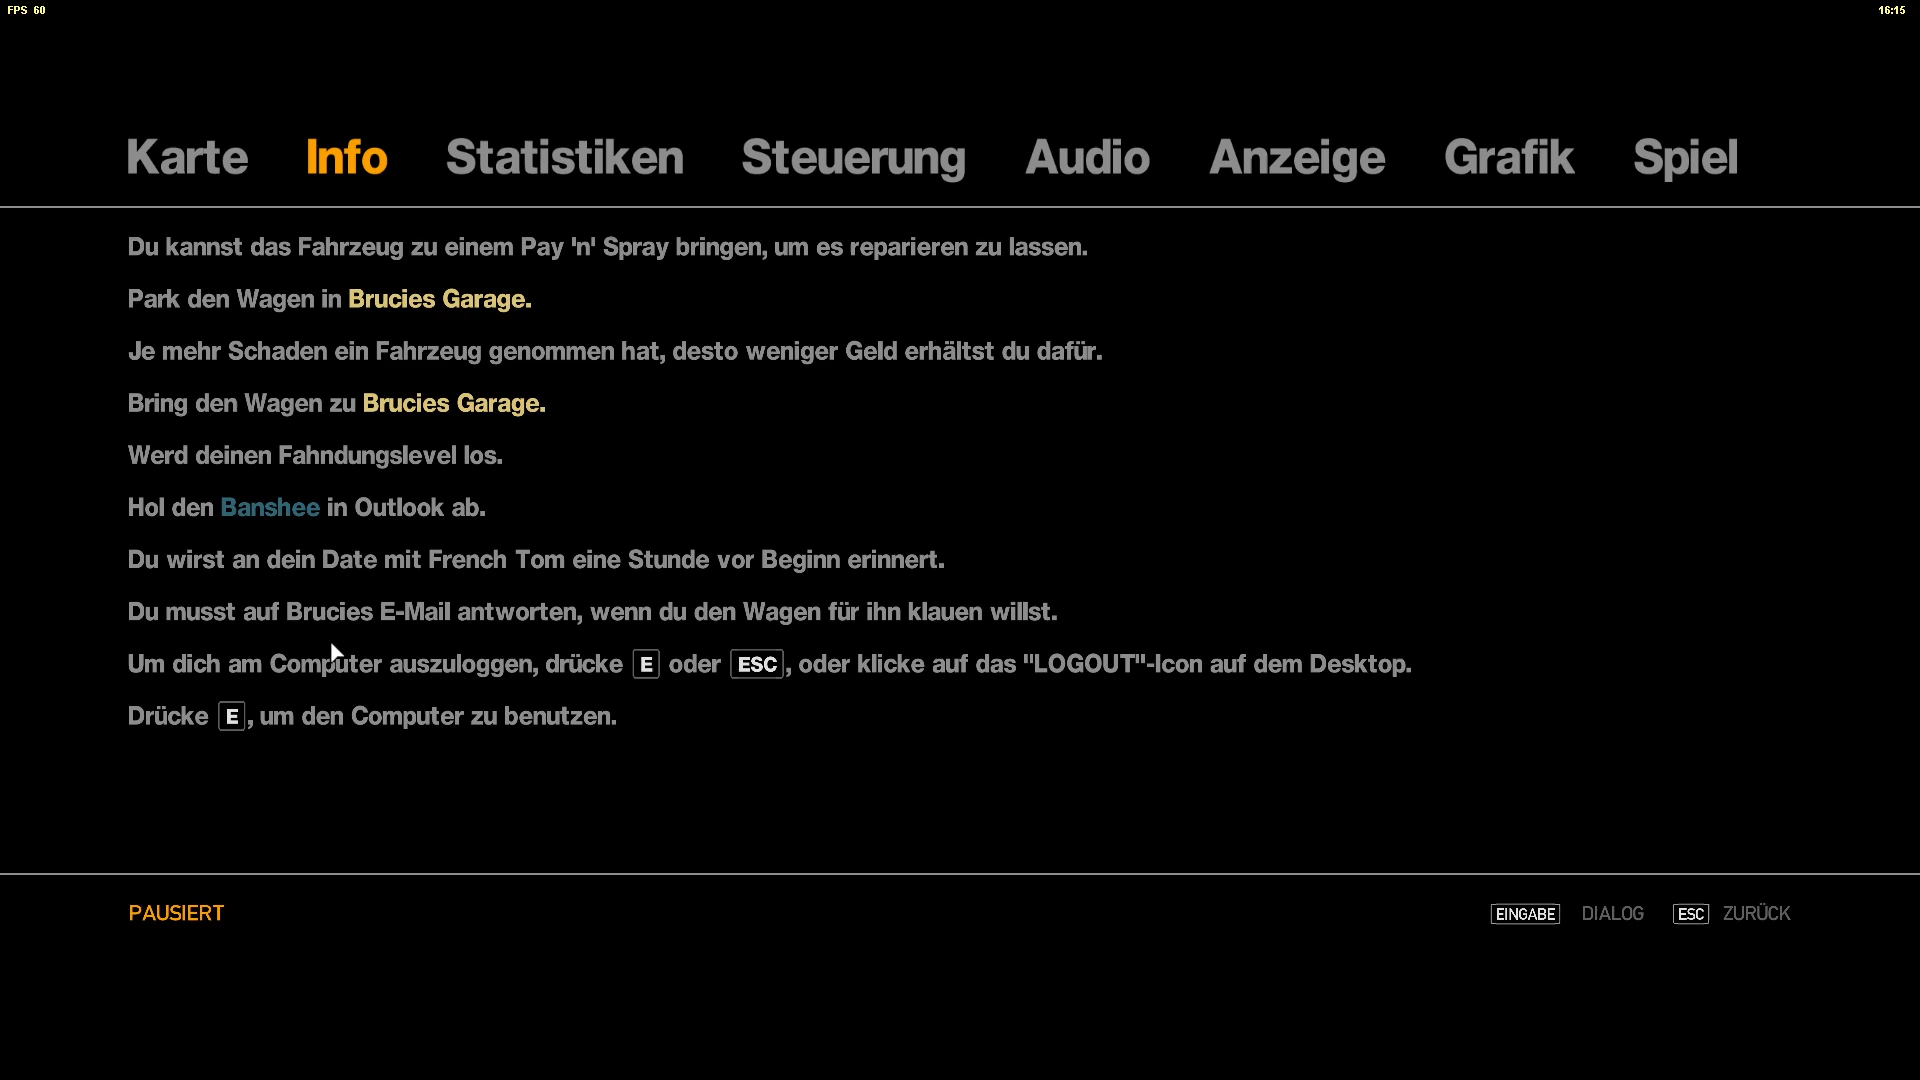 FPS 60
16:15
Karte Info Statistiken Steuerung Audio Anzeige Grafik Spiel
Du kannst das Fahrzeug zu einem Pay 'n' Spray bringen, um es reparieren zu lassen.
Park den Wagen in Brucies Garage.
Je mehr Schaden ein Fahrzeug genommen hat, desto weniger Geld erhältst du dafür.
Bring den Wagen zu Brucies Garage.
Werd deinen Fahndungslevel los.
Hol den Banshee in Outlook ab.
Du wirst an dein Date mit French Tom eine Stunde vor Beginn erinnert.
Du musst auf Brucies E-Mail antworten, wenn du den Wagen für ihn klauen willst.
Um dich am Computer auszuloggen, drücke E oder ESC, oder klicke auf das "LOGOUT"-Icon auf dem Desktop.
Drücke E, um den Computer zu benutzen.
PAUSIERT
EINGABE DIALOG ESC ZURÜCK